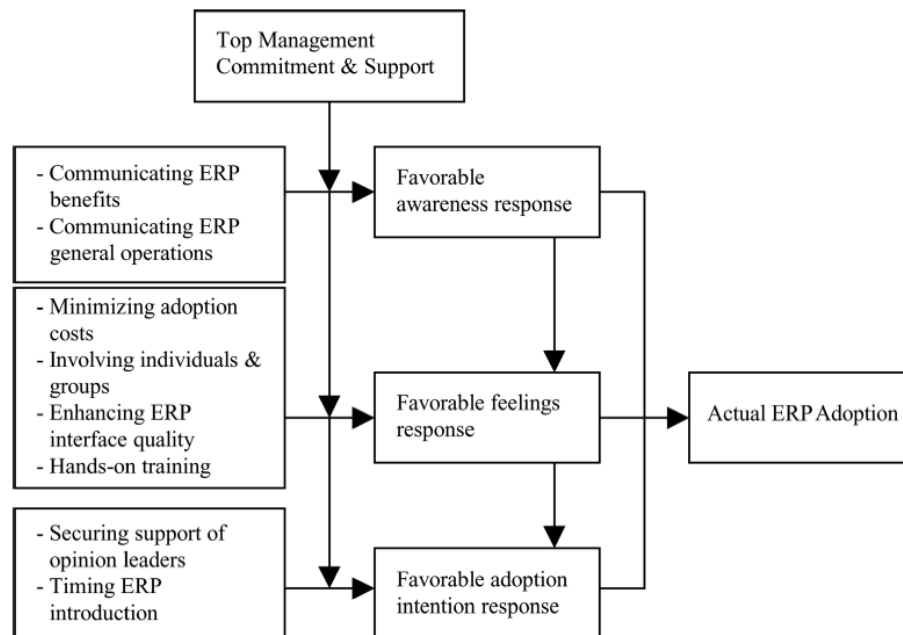 Top Management
Commitment & Support
- Communicating ERP
benefits
- Communicating ERP
general operations
Favorable
awareness response
- Minimizing adoption
costs
- Involving individuals &
groups
- Enhancing ERP
interface quality
- Hands-on training
Favorable feelings
response
Actual ERP Adoption
- Securing support of
opinion leaders
- Timing ERP
introduction
Favorable adoption
intention response